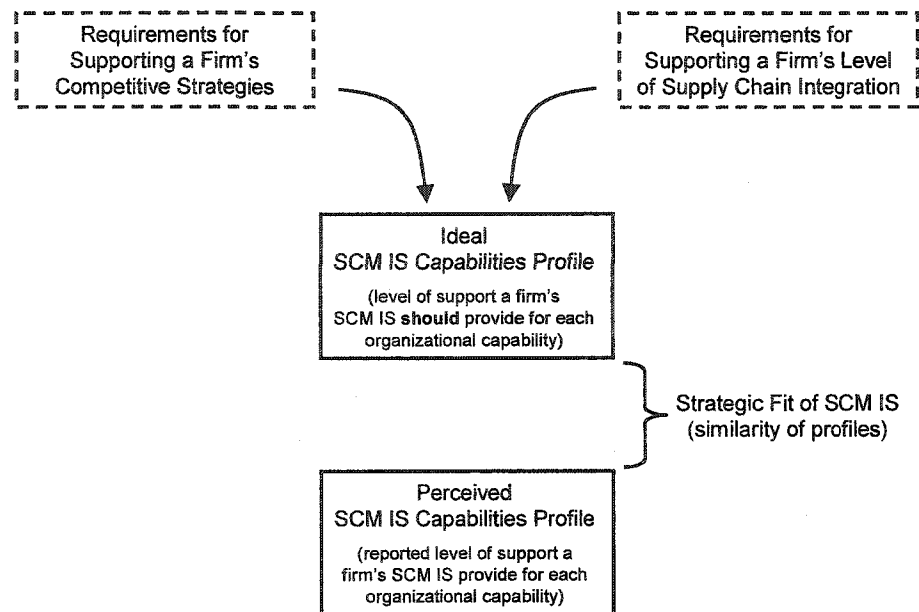 Requirements for
Supporting a Firm's
Competitive Strategies
Requirements for
Supporting a Firm's Level
of Supply Chain Integration
Ideal
SCM IS Capabilities Profile
(level of support a firm's
SCM IS should provide for each
organizational capability)
Strategic Fit of SCM IS
(similarity of profiles)
Perceived
SCM IS Capabilities Profile
(reported level of support a
firm's SCM IS provide for each
organizational capability)